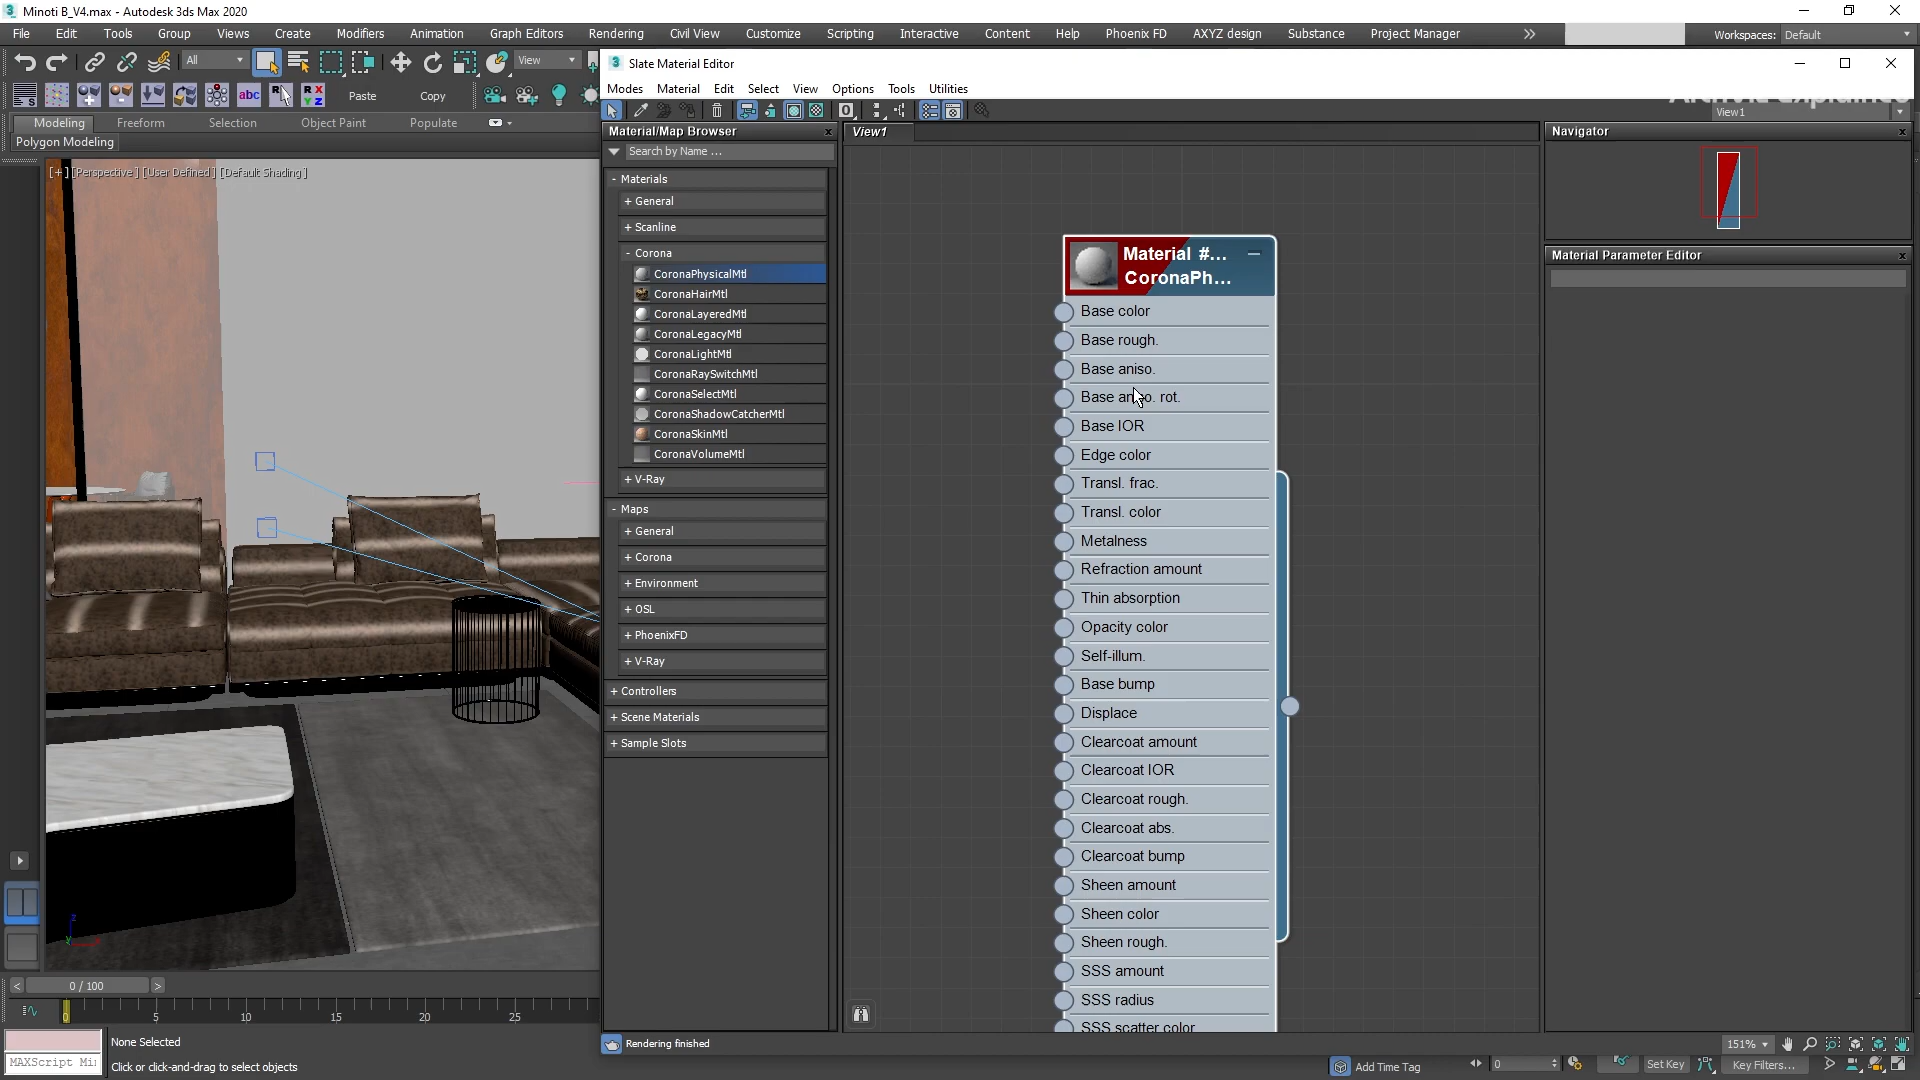 Minoti B_V4.max - Autodesk 3ds Max 2020
File Edit Tools Group Views Create Modifiers Animation Graph Editors Rendering Civil View Customize Scripting Interactive Content Help Phoenix FD AXYZ design Substance Project Manager » Workspaces: Default
All View
Slate Material Editor
Modes Material Edit Select View Options Tools Utilities
abc R R X Y Z Paste Copy
View1
Modeling Freeform Selection Object Paint Populate
Polygon Modeling
Material/Map Browser
View1
Navigator
Search by Name ...
[+] [Perspective] [User Defined] [Default Shading]
- Materials
+ General
+ Scanline
- Corona
CoronaPhysicalMtl
CoronaHairMtl
CoronaLayeredMtl
CoronaLegacyMtl
CoronaLightMtl
CoronaRaySwitchMtl
CoronaSelectMtl
CoronaShadowCatcherMtl
CoronaSkinMtl
CoronaVolumeMtl
+ V-Ray
- Maps
+ General
+ Corona
+ Environment
+ OSL
+ PhoenixFD
+ V-Ray
+ Controllers
+ Scene Materials
+ Sample Slots
Material #...
CoronaPh...
Base color
Base rough.
Base aniso.
Base aniso. rot.
Base IOR
Edge color
Transl. frac.
Transl. color
Metalness
Refraction amount
Thin absorption
Opacity color
Self-illum.
Base bump
Displace
Clearcoat amount
Clearcoat IOR
Clearcoat rough.
Clearcoat abs.
Clearcoat bump
Sheen amount
Sheen color
Sheen rough.
SSS amount
SSS radius
SSS scatter color
Material Parameter Editor
z
x
< 0 / 100 >
0 5 10 15 20 25
None Selected
MAXScript Mi
Click or click-and-drag to select objects
Rendering finished
151%
Add Time Tag
0
Set Key
Key Filters...